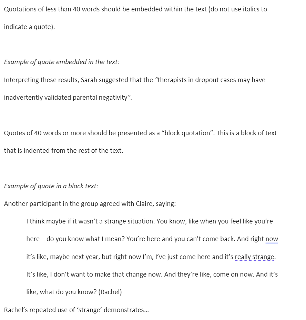 Quotations of less than 40 words should be embedded within the text (do not use italics to
indicate a quote).
Example of quote embedded in the text:
Interpreting these results, Sarah suggested that the "therapists in dropout cases may have
inadvertently validated parental negativity".
Quotes of 40 words or more should be presented as a "block quotation". This is a block of text
that is indented from the rest of the text.
Example of quote in a block text:
Another participant in the group agreed with Claire, saying:
I think maybe if it wasn't a strange situation. You know, like when you feel like you're
here – do you know what I mean? You're here and you can't come back. And right now
it's like, maybe next year, but right now I'm, I've just come here and it's really strange.
It's like, I don't want to make that change now. And they're like, come on now. And it's
like, what do you know? (Rachel)
Rachel's repeated use of 'strange' demonstrates...